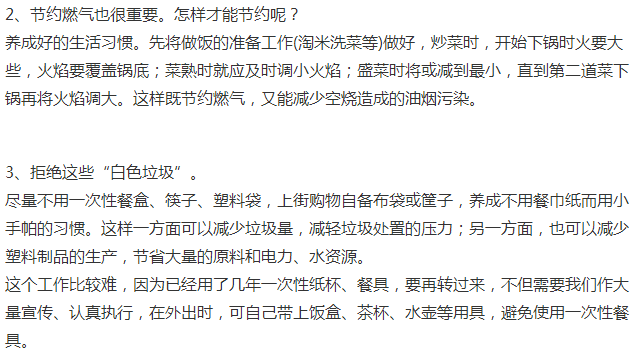 2、节约燃气也很重要。怎样才能节约呢？
养成好的生活习惯。先将做饭的准备工作(淘米洗菜等)做好，炒菜时，开始下锅时火要大
些，火焰要覆盖锅底；菜熟时就应及时调小火焰；盛菜时将或减到最小，直到第二道菜下
锅再将火焰调大。这样既节约燃气，又能减少空烧造成的油烟污染。
3、拒绝这些“白色垃圾”。
尽量不用一次性餐盒、筷子、塑料袋，上街购物自备布袋或筐子，养成不用餐巾纸而用小
手帕的习惯。这样一方面可以减少垃圾量，减轻垃圾处置的压力；另一方面，也可以减少
塑料制品的生产，节省大量的原料和电力、水资源。
这个工作比较难，因为已经用了几年一次性纸杯、餐具，要再转过来，不但需要我们作大
量宣传、认真执行，在外出时，可自己带上饭盒、茶杯、水壶等用具，避免使用一次性餐
具。